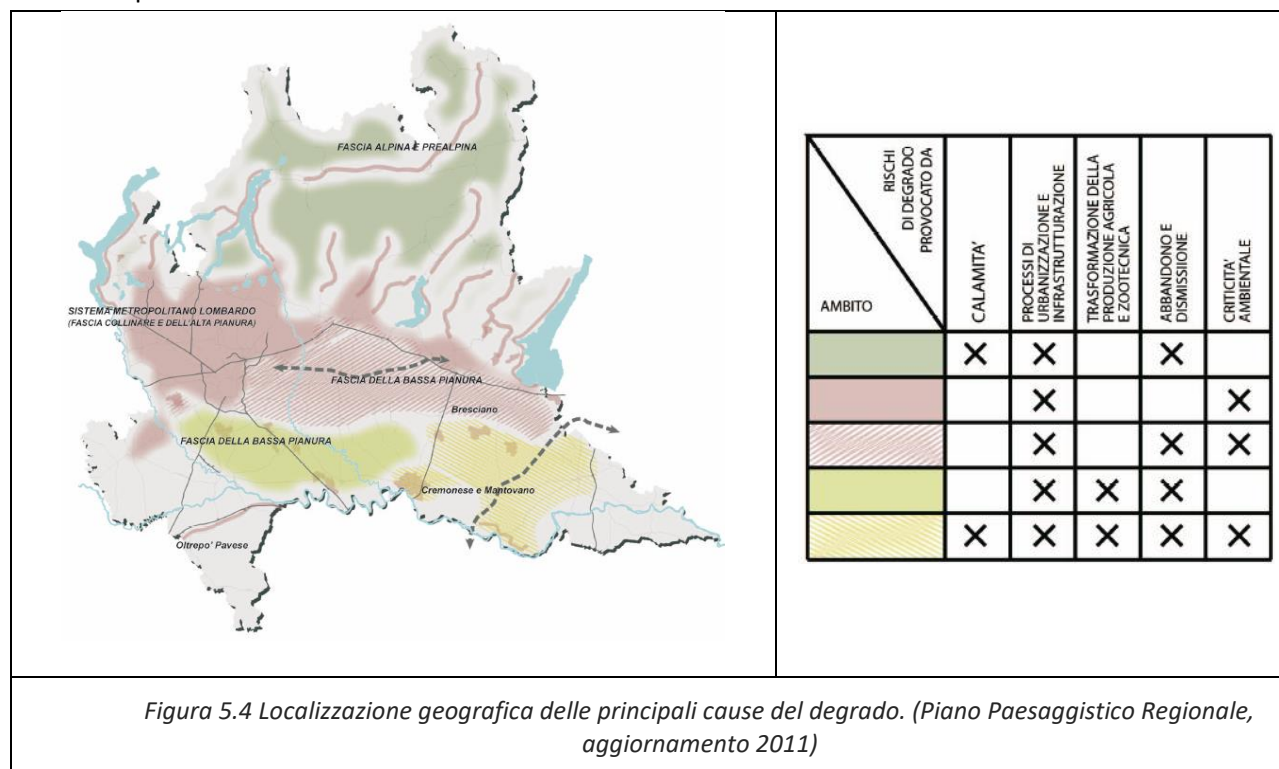 FASCIA ALPINA E PREALPINA
SISTEMA METROPOLITANO LOMBARDO
(FASCIA COLLINARE E DELL'ALTA PIANURA)
FASCIA DELLA BASSA PIANURA
Bresciano
FASCIA DELLA BASSA PIANURA
Cremonese e Mantovano
Oltrepo' Pavese
RISCHI
DI DEGRADO
PROVOCATO DA
AMBITO
CALAMITA'
PROCESSI DI
URBANIZZAZIONE E
INFRASTRUTTURAZIONE
TRASFORMAZIONE DELLA
PRODUZIONE AGRICOLA
E ZOOTECNICA
ABBANDONO E
DISMISSIONE
CRITICITA'
AMBIENTALE
X X X
X X
X X X
X X X
X X X X X
Figura 5.4 Localizzazione geografica delle principali cause del degrado. (Piano Paesaggistico Regionale,
aggiornamento 2011)